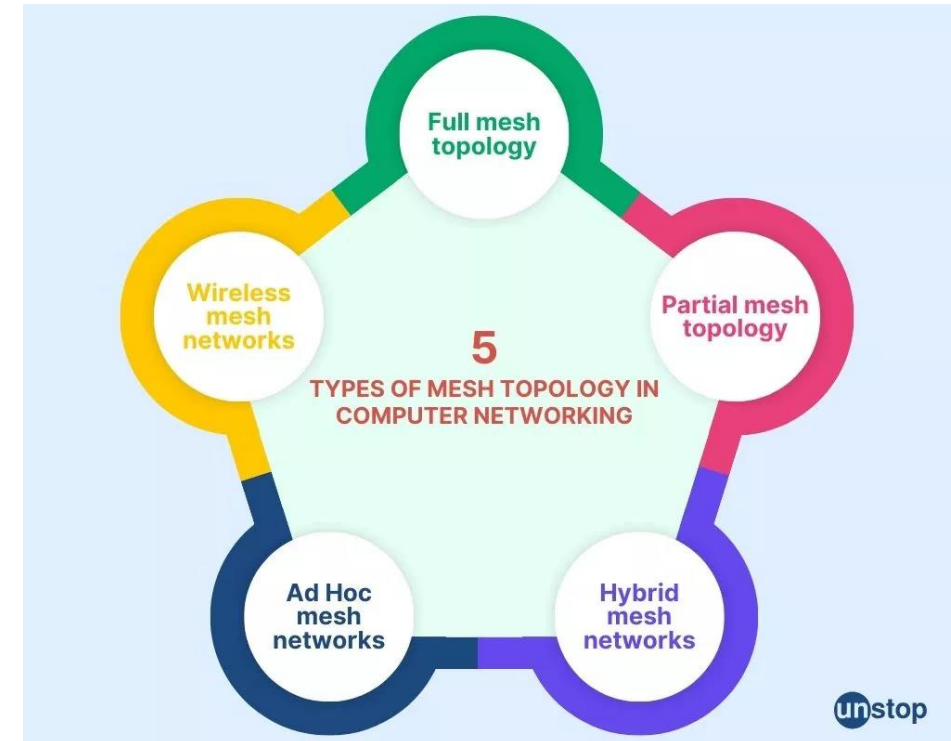 Full mesh
topology
Wireless
mesh
networks
Partial mesh
topology
5
TYPES OF MESH TOPOLOGY IN
COMPUTER NETWORKING
Ad Hoc
mesh
networks
Hybrid
mesh
networks
unstop